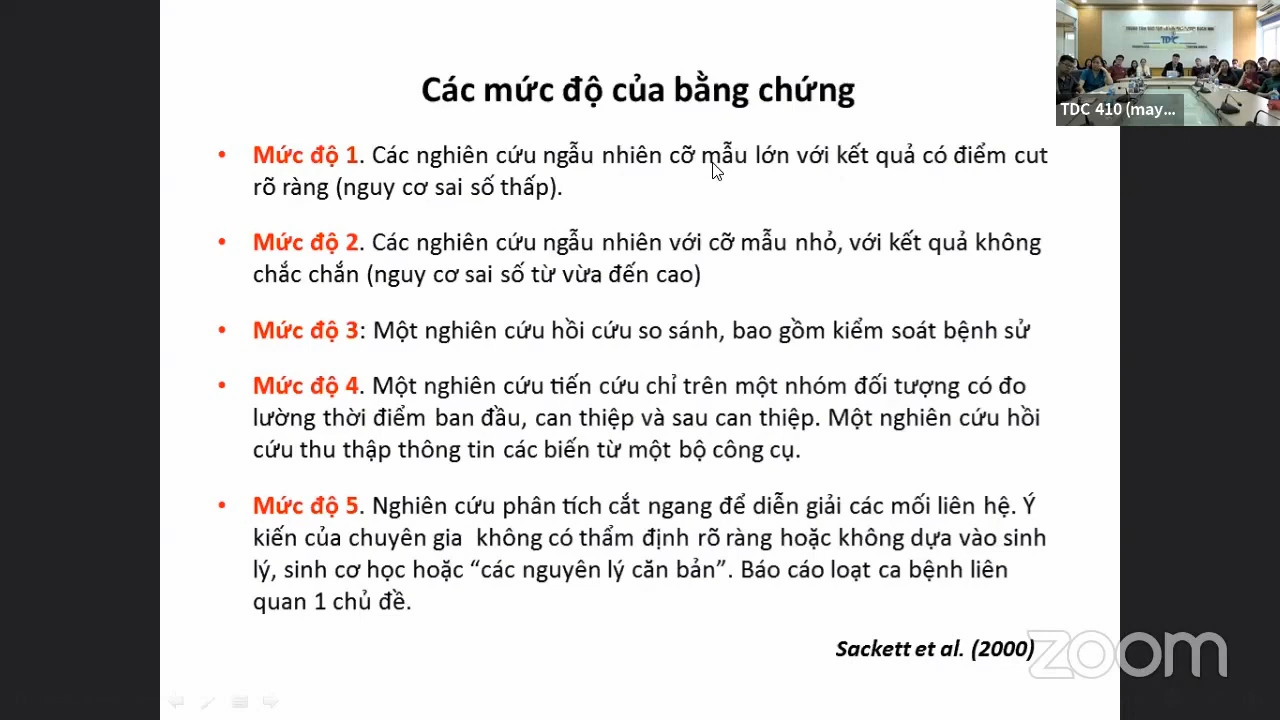 Các mức độ của bằng chứng
TDC
TDC 410 (may...
• Mức độ 1. Các nghiên cứu ngẫu nhiên cỡ mẫu lớn với kết quả có điểm cut
rõ ràng (nguy cơ sai số thấp).
• Mức độ 2. Các nghiên cứu ngẫu nhiên với cỡ mẫu nhỏ, với kết quả không
chắc chắn (nguy cơ sai số từ vừa đến cao)
• Mức độ 3: Một nghiên cứu hồi cứu so sánh, bao gồm kiểm soát bệnh sử
• Mức độ 4. Một nghiên cứu tiến cứu chỉ trên một nhóm đối tượng có đo
lường thời điểm ban đầu, can thiệp và sau can thiệp. Một nghiên cứu hồi
cứu thu thập thông tin các biến từ một bộ công cụ.
• Mức độ 5. Nghiên cứu phân tích cắt ngang để diễn giải các mối liên hệ. Ý
kiến của chuyên gia không có thẩm định rõ ràng hoặc không dựa vào sinh
lý, sinh cơ học hoặc “các nguyên lý căn bản”. Báo cáo loạt ca bệnh liên
quan 1 chủ đề.
Sackett et al. (2000)
zoom